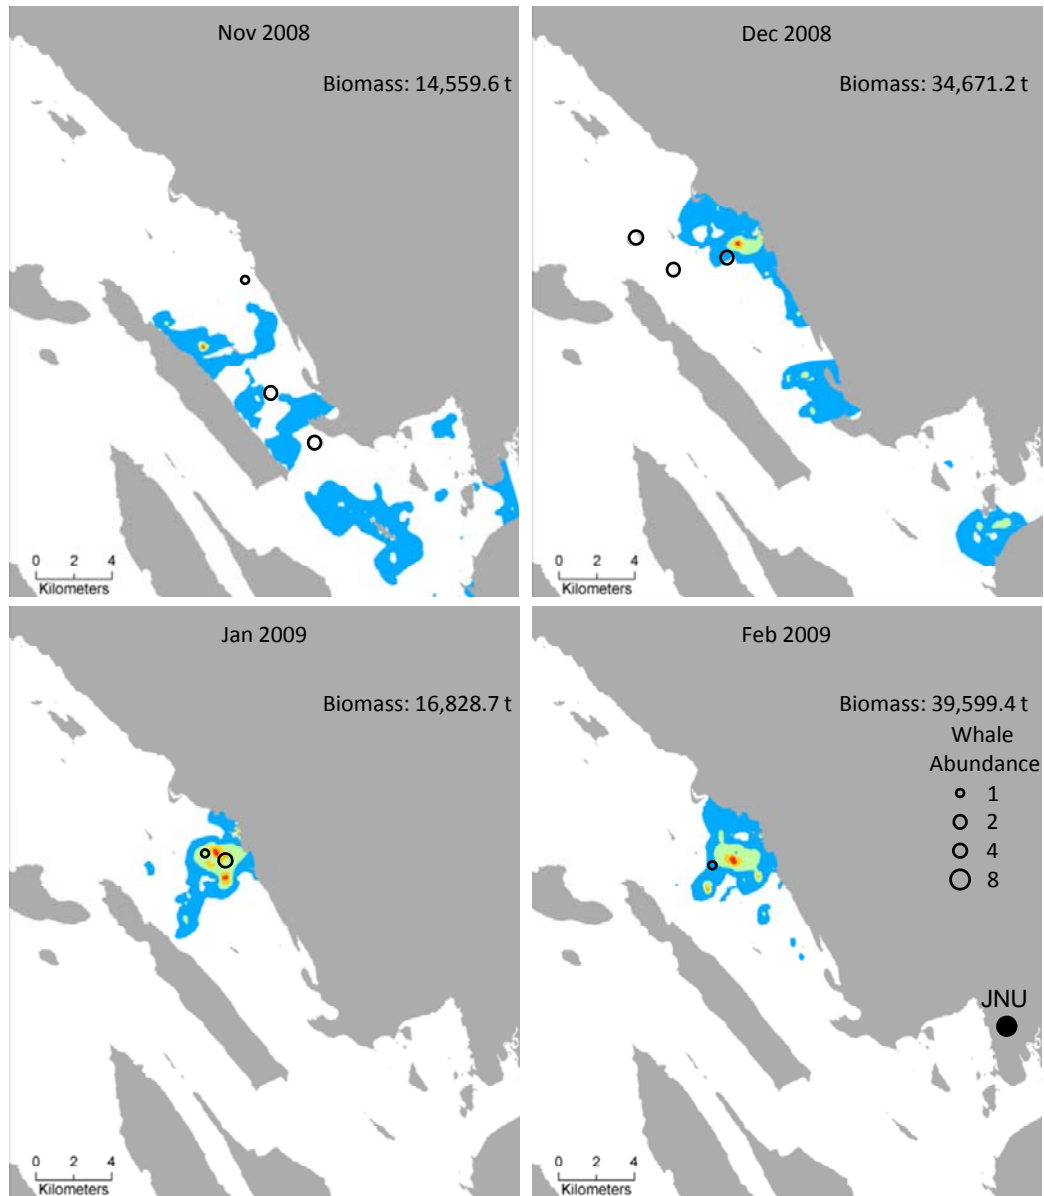 Nov 2008
Biomass: 14,559.6 t
0 2 4
Kilometers
Dec 2008
Biomass: 34,671.2 t
0 2 4
Kilometers
Jan 2009
Biomass: 16,828.7 t
0 2 4
Kilometers
Feb 2009
Biomass: 39,599.4 t
Whale
Abundance
1
2
4
8
JNU
0 2 4
Kilometers